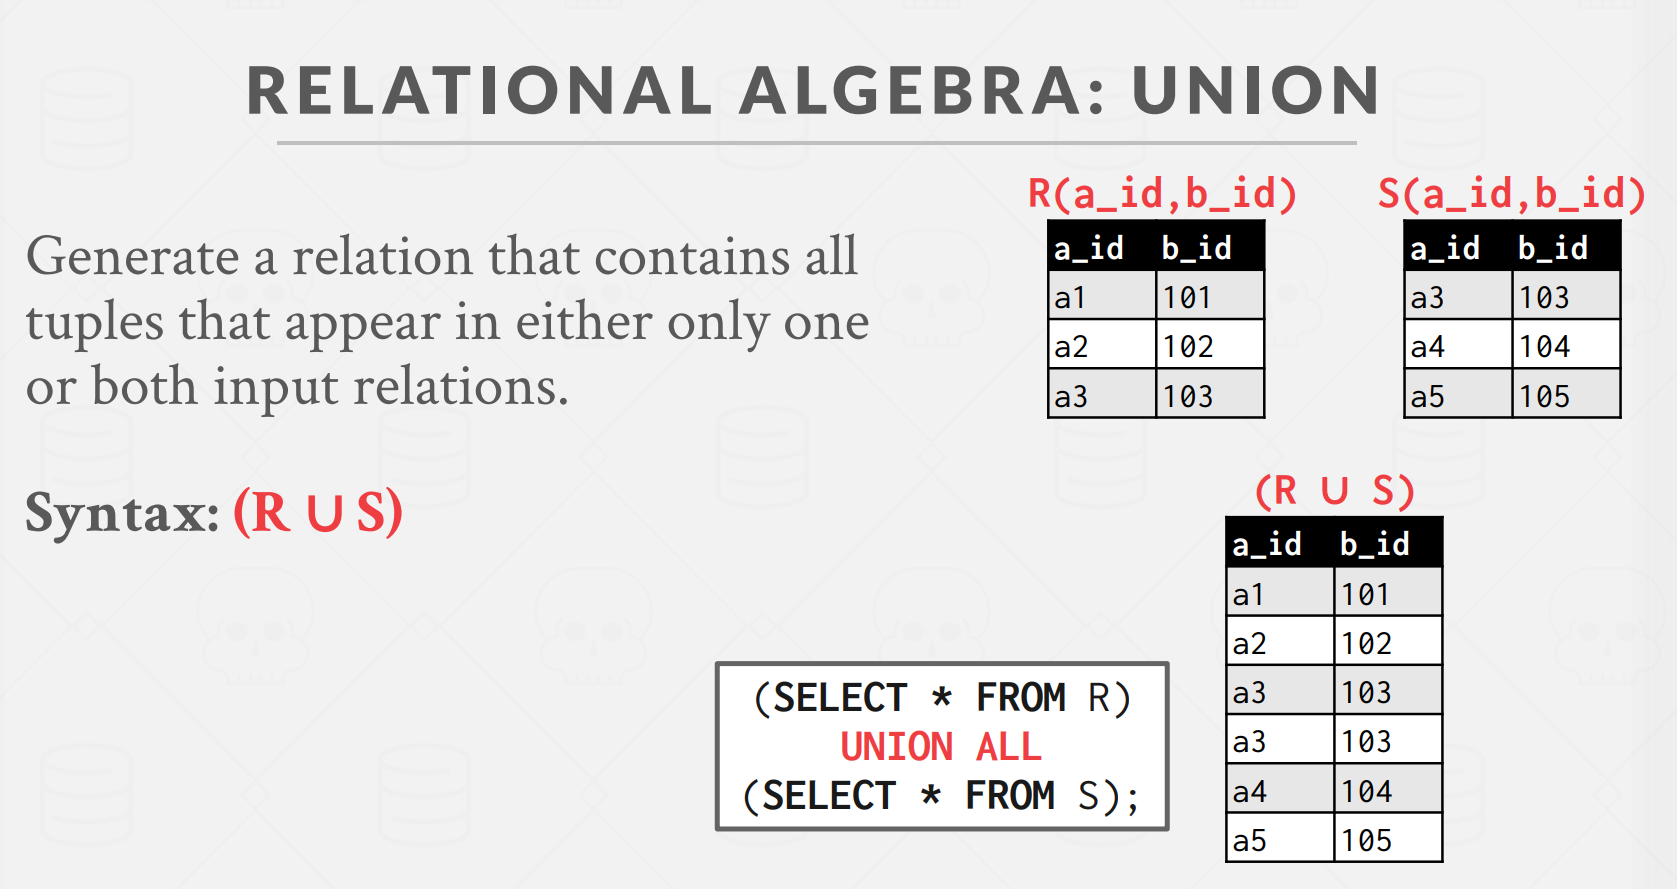 RELATIONAL ALGEBRA: UNION
Generate a relation that contains all
tuples that appear in either only one
or both input relations.
Syntax: (R ∪ S)
R(a_id,b_id)
a_id b_id
a1 101
a2 102
a3 103
S(a_id,b_id)
a_id b_id
a3 103
a4 104
a5 105
(R ∪ S)
a_id b_id
a1 101
a2 102
a3 103
a3 103
a4 104
a5 105
(SELECT * FROM R)
UNION ALL
(SELECT * FROM S);